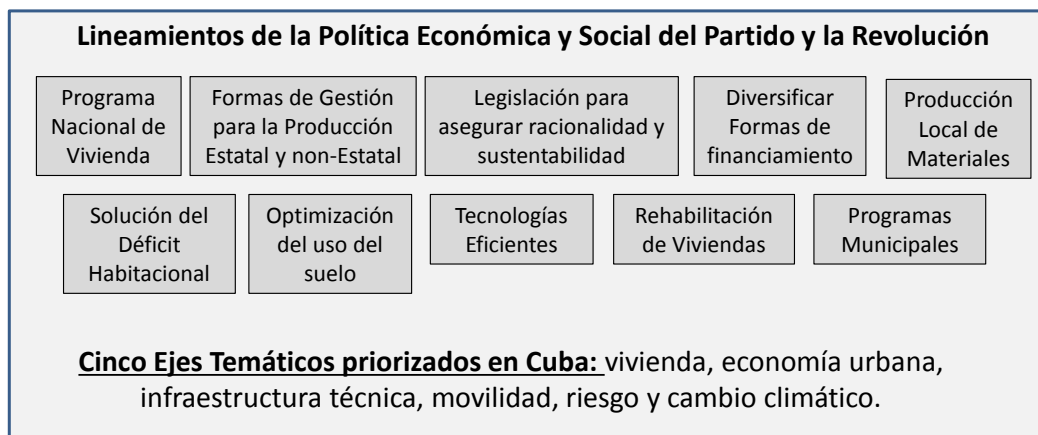 Lineamientos de la Política Económica y Social del Partido y la Revolución
Programa
Nacional de
Vivienda
Formas de Gestión
para la Producción
Estatal y non-Estatal
Legislación para
asegurar racionalidad y
sustentabilidad
Diversificar
Formas de
financiamiento
Producción
Local de
Materiales
Solución del
Déficit
Habitacional
Optimización
del uso del
suelo
Tecnologías
Eficientes
Rehabilitación
de Viviendas
Programas
Municipales
Cinco Ejes Temáticos priorizados en Cuba: vivienda, economía urbana,
infraestructura técnica, movilidad, riesgo y cambio climático.